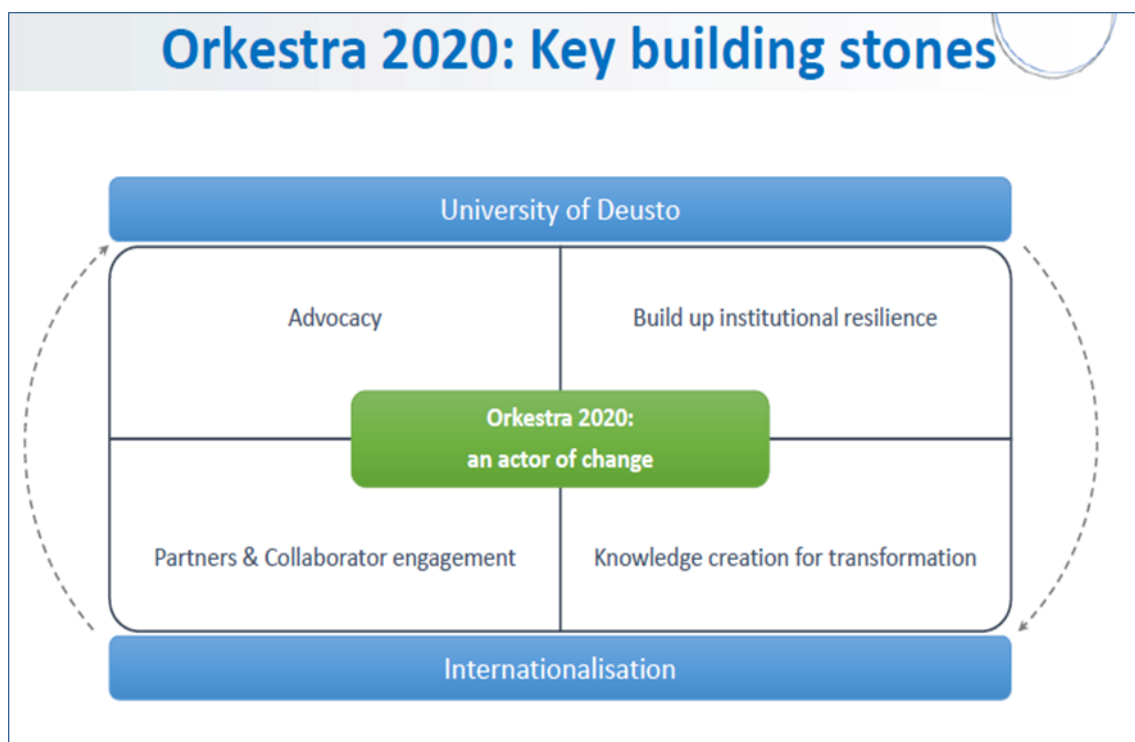 Orkestra 2020: Key building stones
University of Deusto
Advocacy
Build up institutional resilience
Orkestra 2020:
an actor of change
Partners & Collaborator engagement
Knowledge creation for transformation
Internationalisation